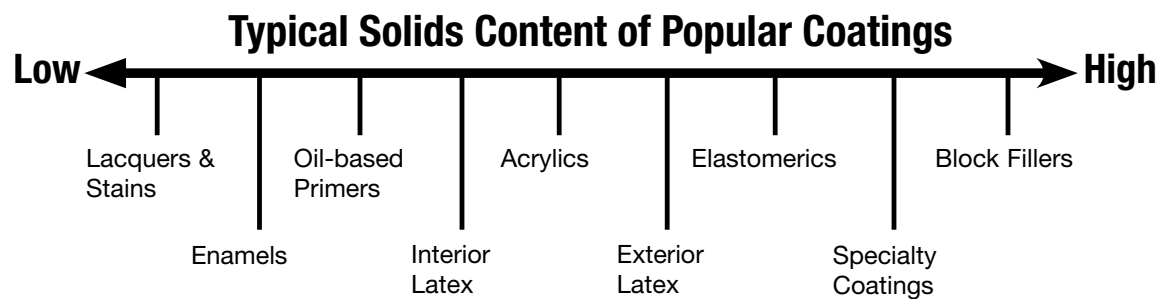 Typical Solids Content of Popular Coatings
Low
High
Lacquers &
Stains
Enamels
Oil-based
Primers
Interior
Latex
Acrylics
Exterior
Latex
Elastomerics
Specialty
Coatings
Block Fillers